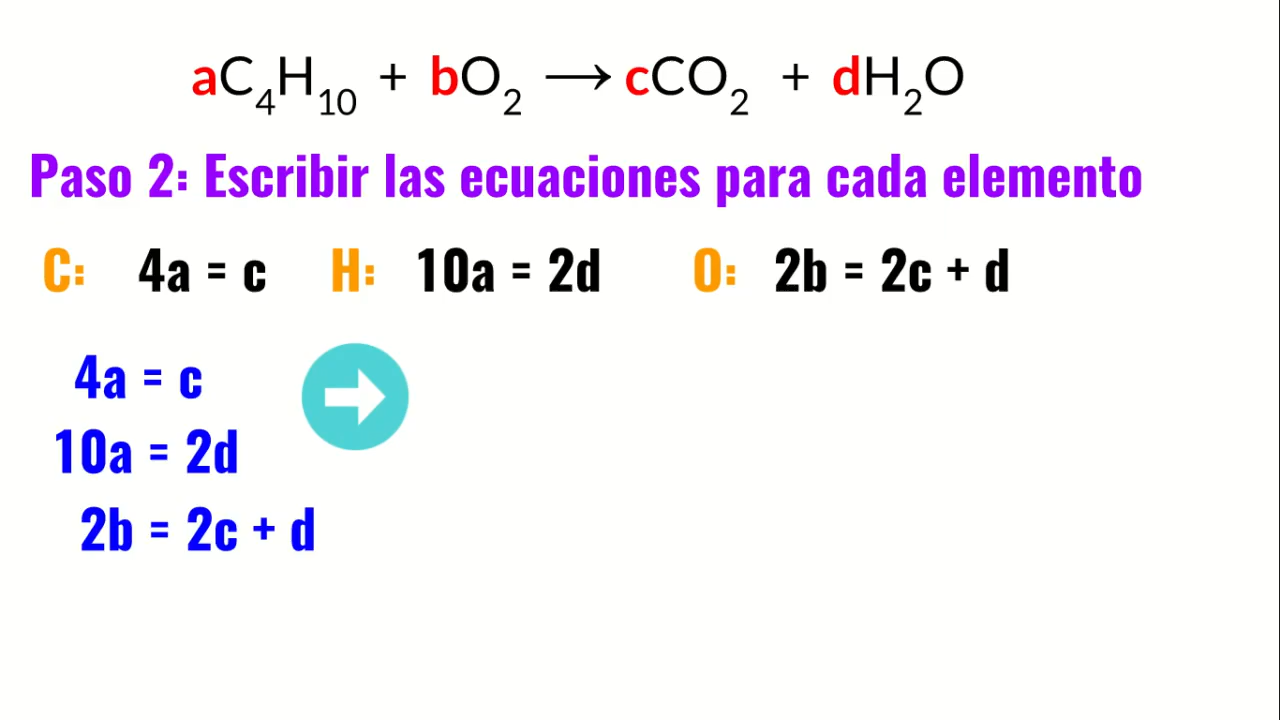 aC₄H₁₀ + bO₂ → cCO₂ + dH₂O
Paso 2: Escribir las ecuaciones para cada elemento
C: 4a = c H: 10a = 2d O: 2b = 2c + d
4a = c
10a = 2d
2b = 2c + d